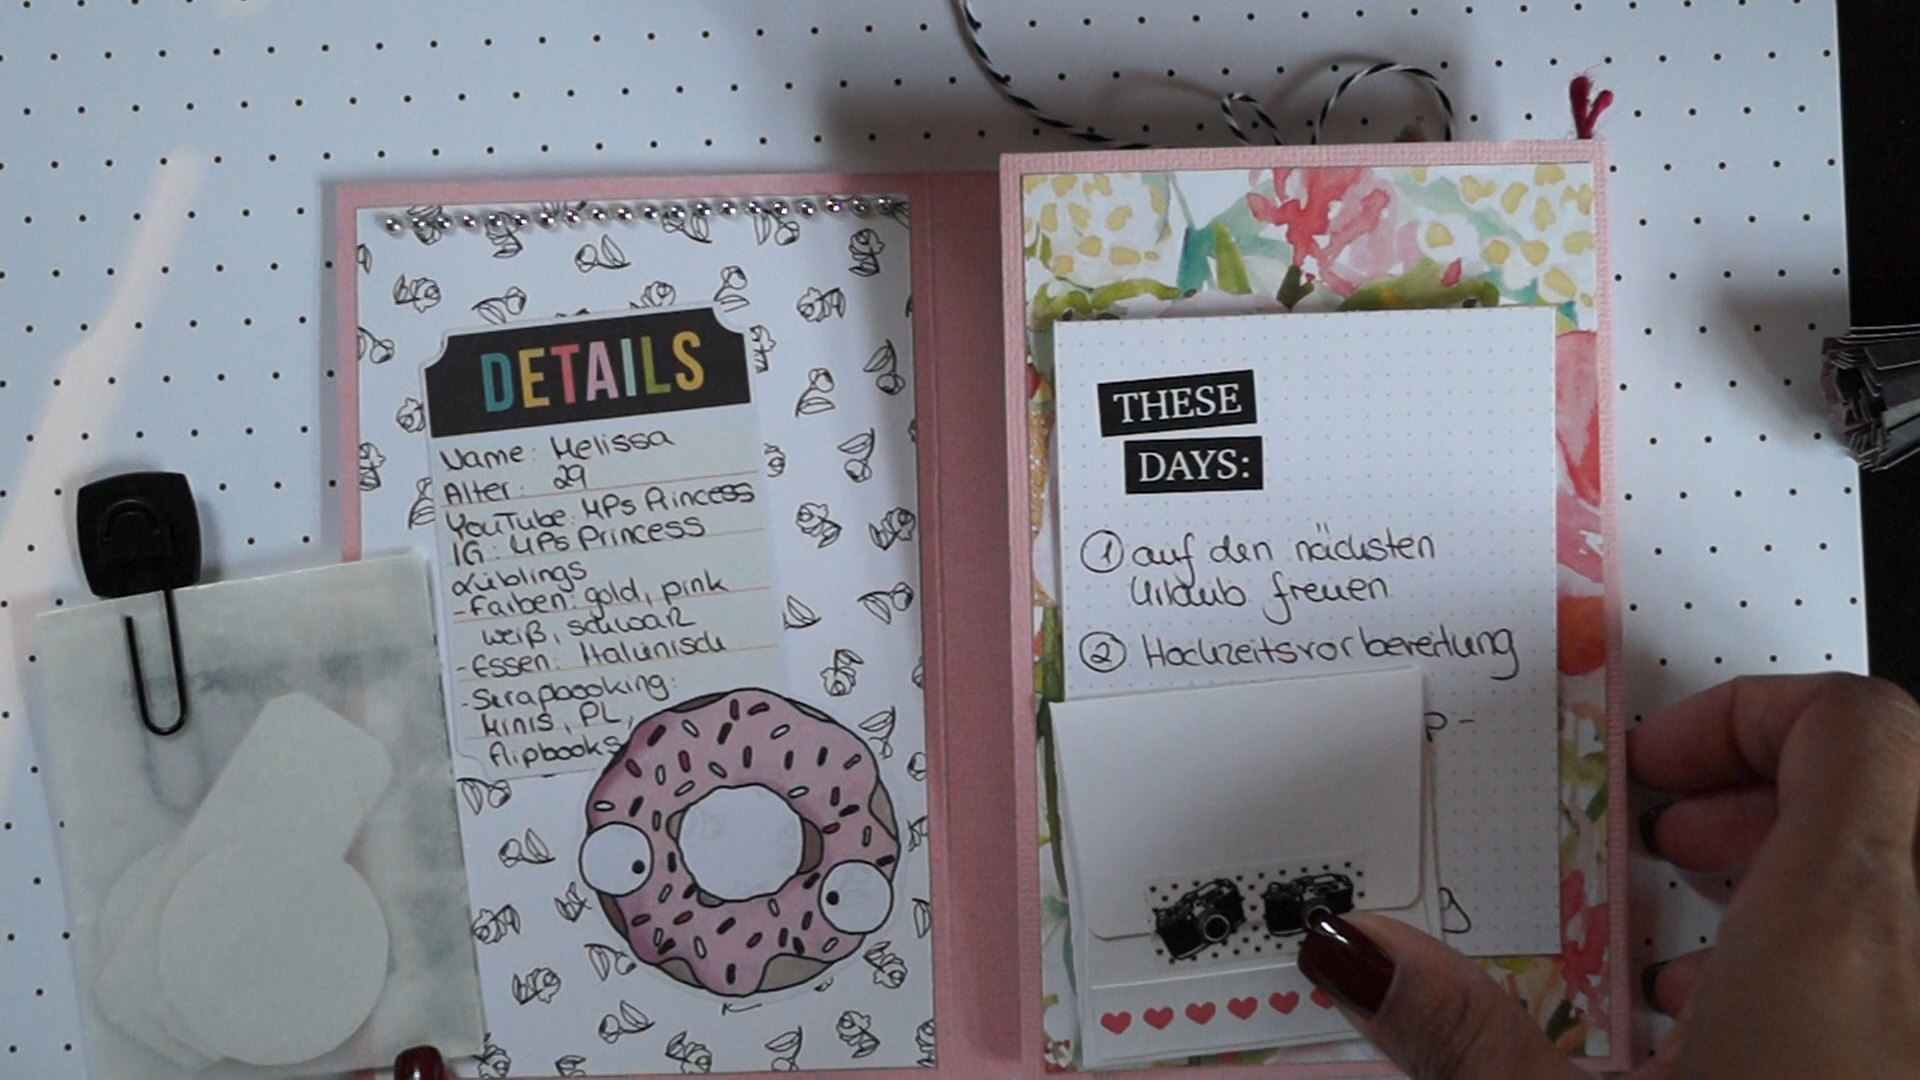 DETAILS
Name: Melissa
Alter: 29
YouTube: MPs Princess
IG: MPs Princess
Lieblings
-Farben: gold, pink
weiß, schwarz
-Essen: Italienisch
-Scrapbooking:
Minis, PL,
flipbooks
THESE
DAYS:
① auf den nächsten
Urlaub freuen
② Hochzeitsvorbereitung
p-
g